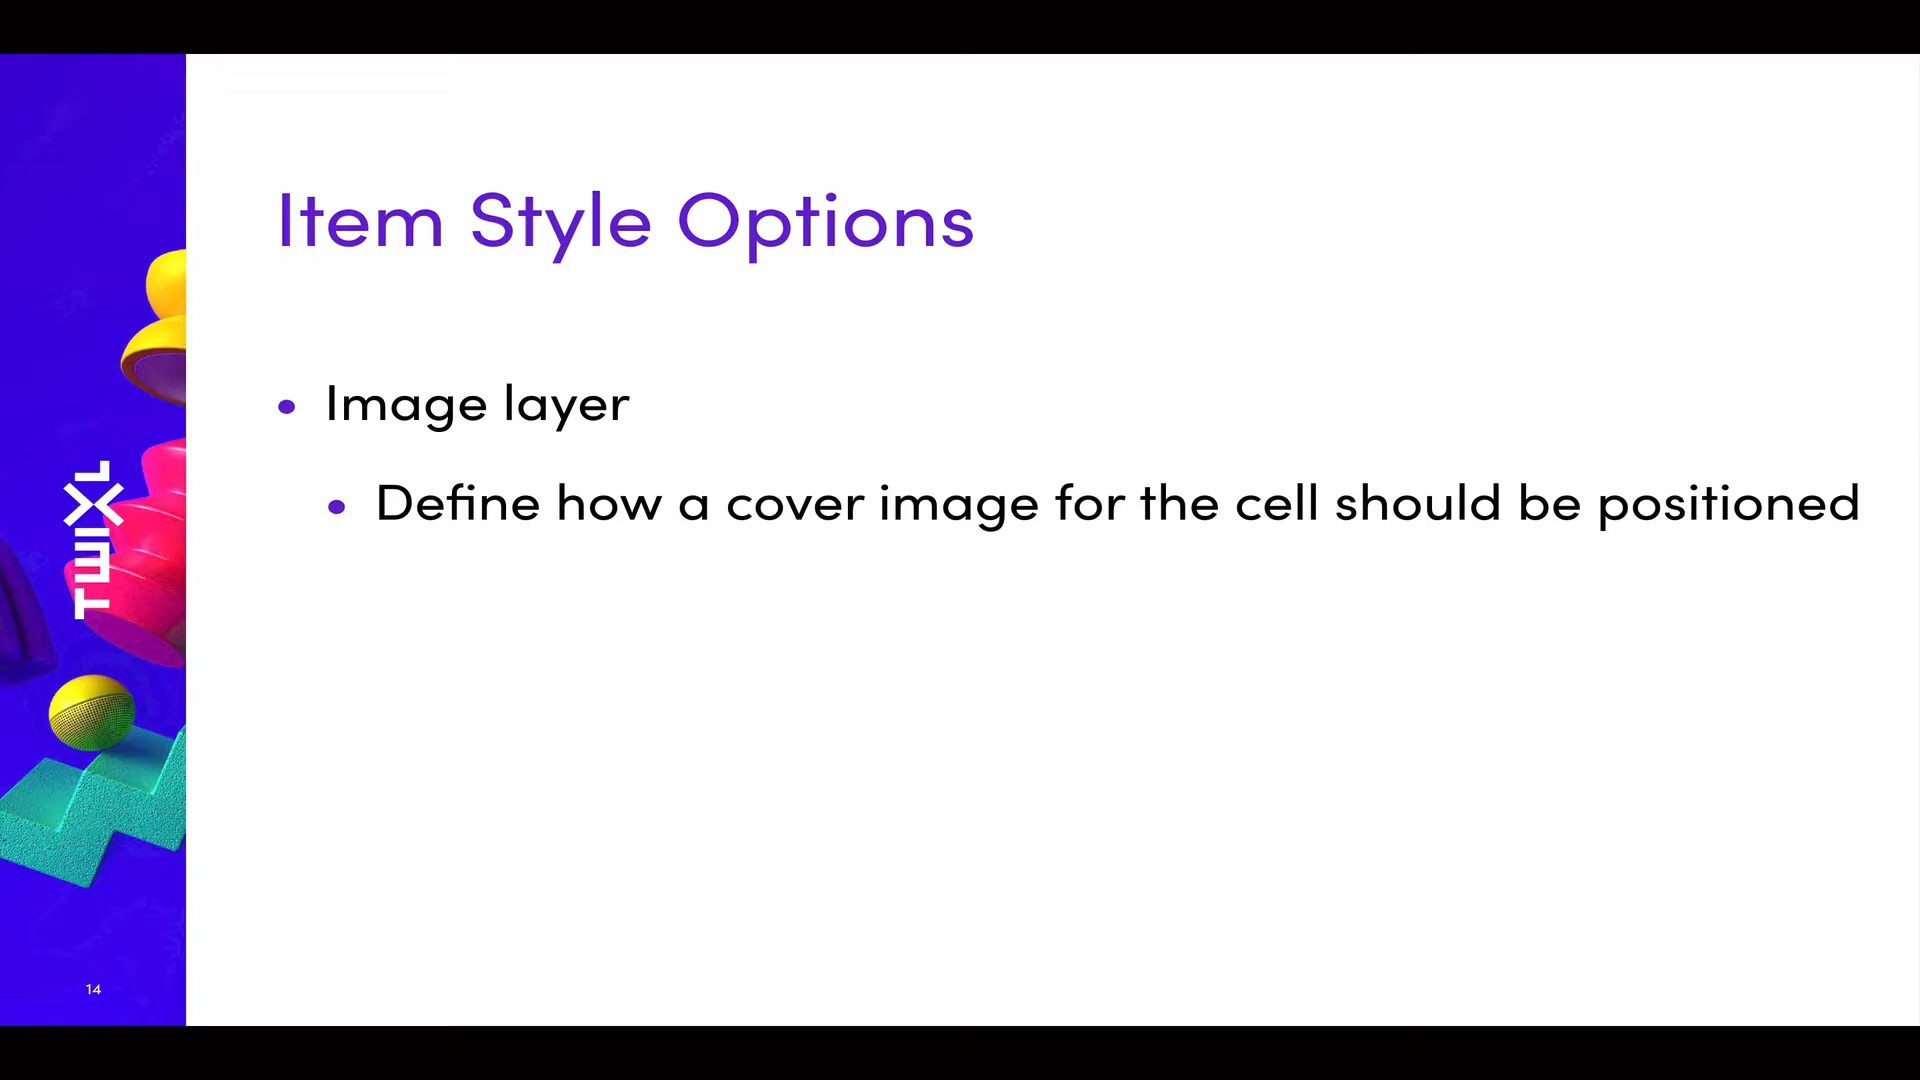 Item Style Options
• Image layer
• Define how a cover image for the cell should be positioned
TWIXL
14